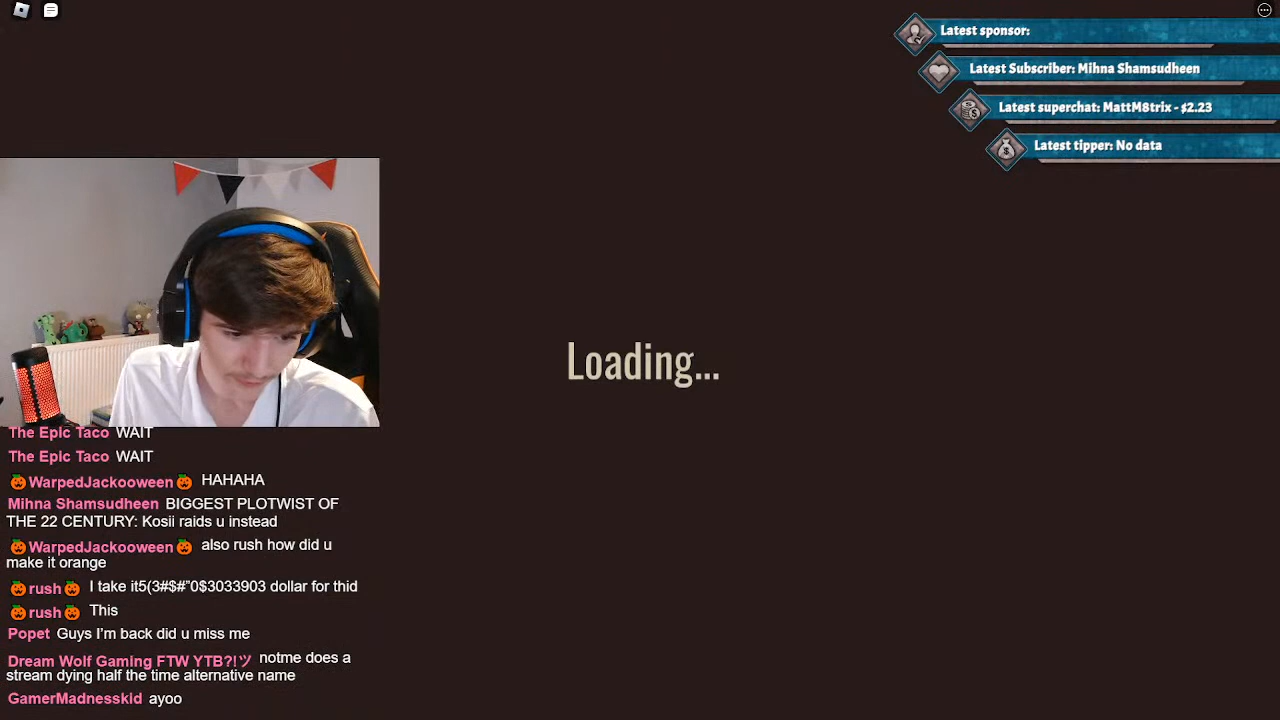 Latest sponsor:
Latest Subscriber: Mihna Shamsudheen
Latest superchat: MattM8trix - $2.23
Latest tipper: No data
Loading...
The Epic Taco WAIT
The Epic Taco WAIT
🎃WarpedJackooween🎃 HAHAHA
Mihna Shamsudheen BIGGEST PLOTWIST OF
THE 22 CENTURY: Kosii raids u instead
🎃WarpedJackooween🎃 also rush how did u
make it orange
🎃rush🎃 I take it5(3#$#”0$3033903 dollar for thid
🎃rush🎃 This
Popet Guys I'm back did u miss me
Dream Wolf Gaming FTW YTB?!ツ notme does a
stream dying half the time alternative name
GamerMadnesskid ayoo